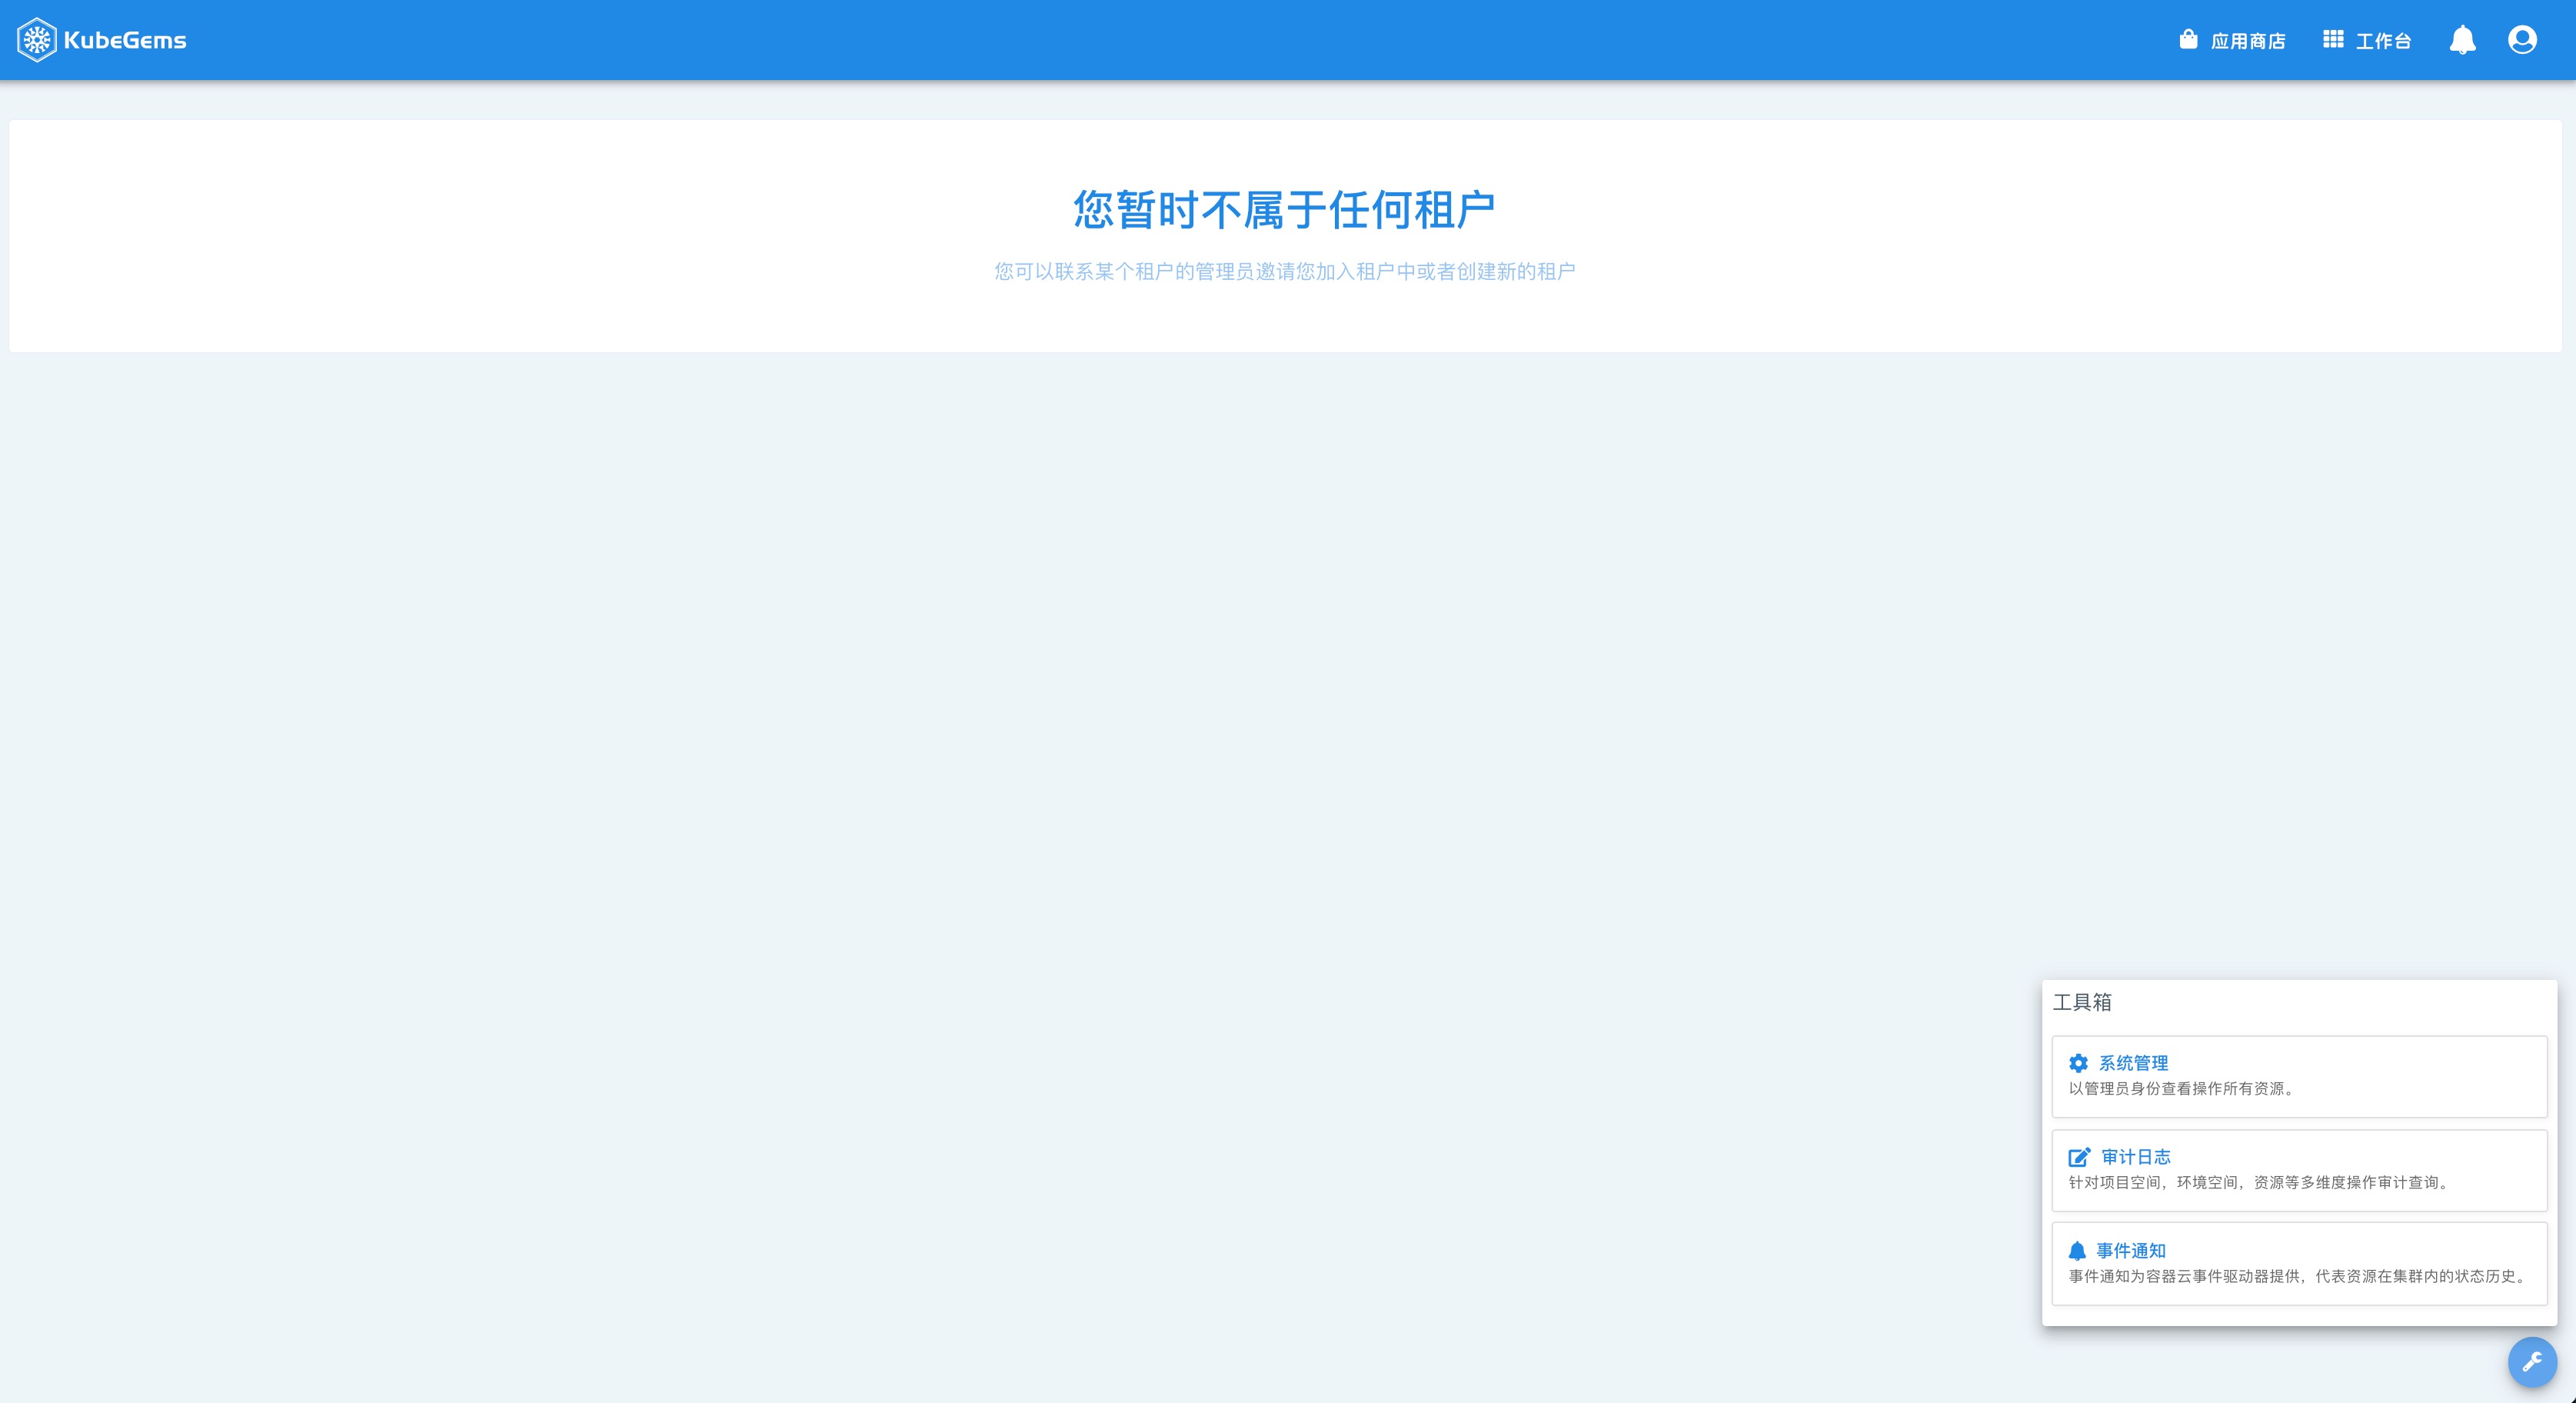 KubeGems
应用商店
工作台
您暂时不属于任何租户
您可以联系某个租户的管理员邀请您加入租户中或者创建新的租户
工具箱
系统管理
以管理员身份查看操作所有资源。
审计日志
针对项目空间，环境空间，资源等多维度操作审计查询。
事件通知
事件通知为容器云事件驱动器提供，代表资源在集群内的状态历史。